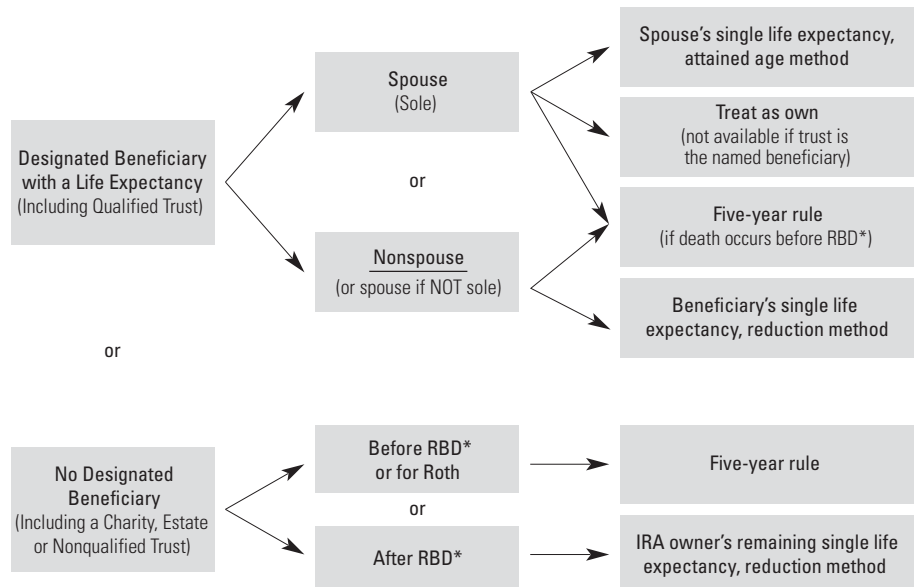 Designated Beneficiary
with a Life Expectancy
(Including Qualified Trust)
or
No Designated
Beneficiary
(Including a Charity, Estate
or Nonqualified Trust)
Spouse
(Sole)
or
Nonspouse
(or spouse if NOT sole)
Before RBD*
or for Roth
or
After RBD*
Spouse's single life expectancy,
attained age method
Treat as own
(not available if trust is
the named beneficiary)
Five-year rule
(if death occurs before RBD*)
Beneficiary's single life
expectancy, reduction method
Five-year rule
IRA owner's remaining single life
expectancy, reduction method